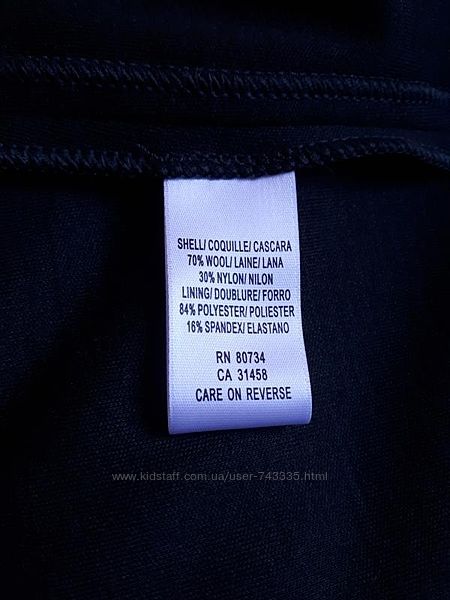 SHELL/ COQUILLE/ CASCARA
70% WOOL/ LAINE/ LANA
30% NYLON/ NILON
LINING/ DOUBLURE/ FORRO
84% POLYESTER/ POLIESTER
16% SPANDEX/ ELASTANO
RN 80734
CA 31458
CARE ON REVERSE
www.kidstaff.com.ua/user-743335.html